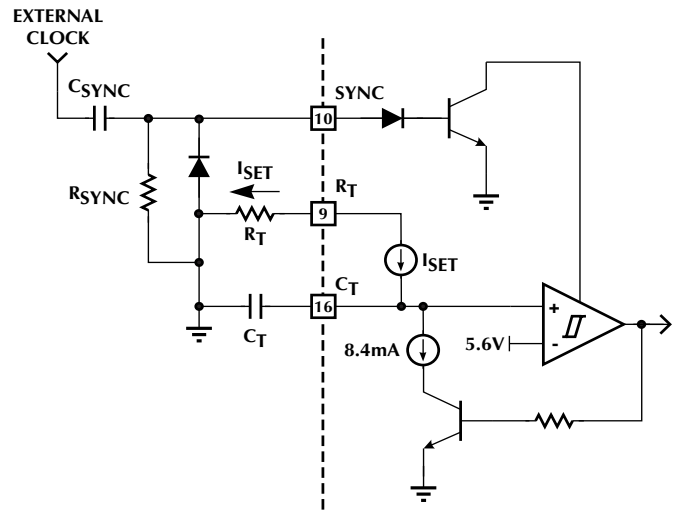 EXTERNAL
CLOCK
CSYNC
SYNC
10
RSYNC
ISET
RT
9
RT
ISET
CT
16
CT
8.4mA
5.6V
+
-